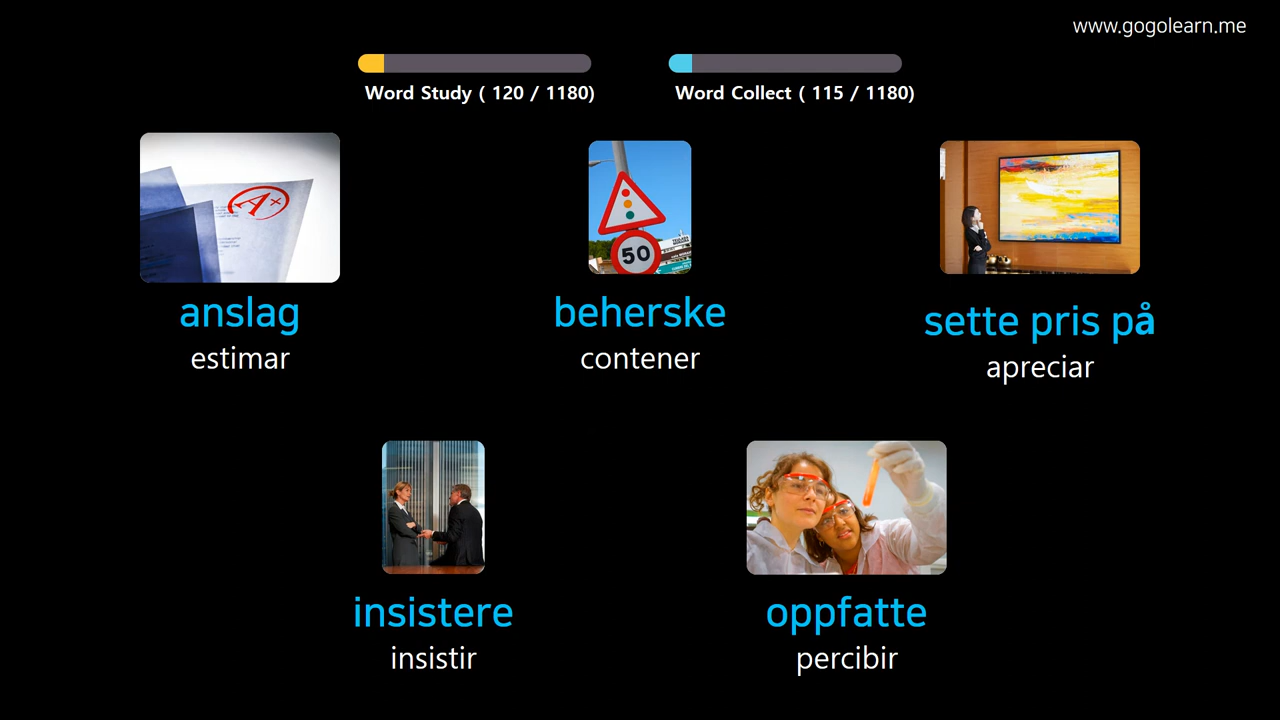 www.gogolearn.me
Word Study ( 120 / 1180)
Word Collect ( 115 / 1180)
A+
50
anslag
estimar
beherske
contener
sette pris på
apreciar
insistere
insistir
oppfatte
percibir